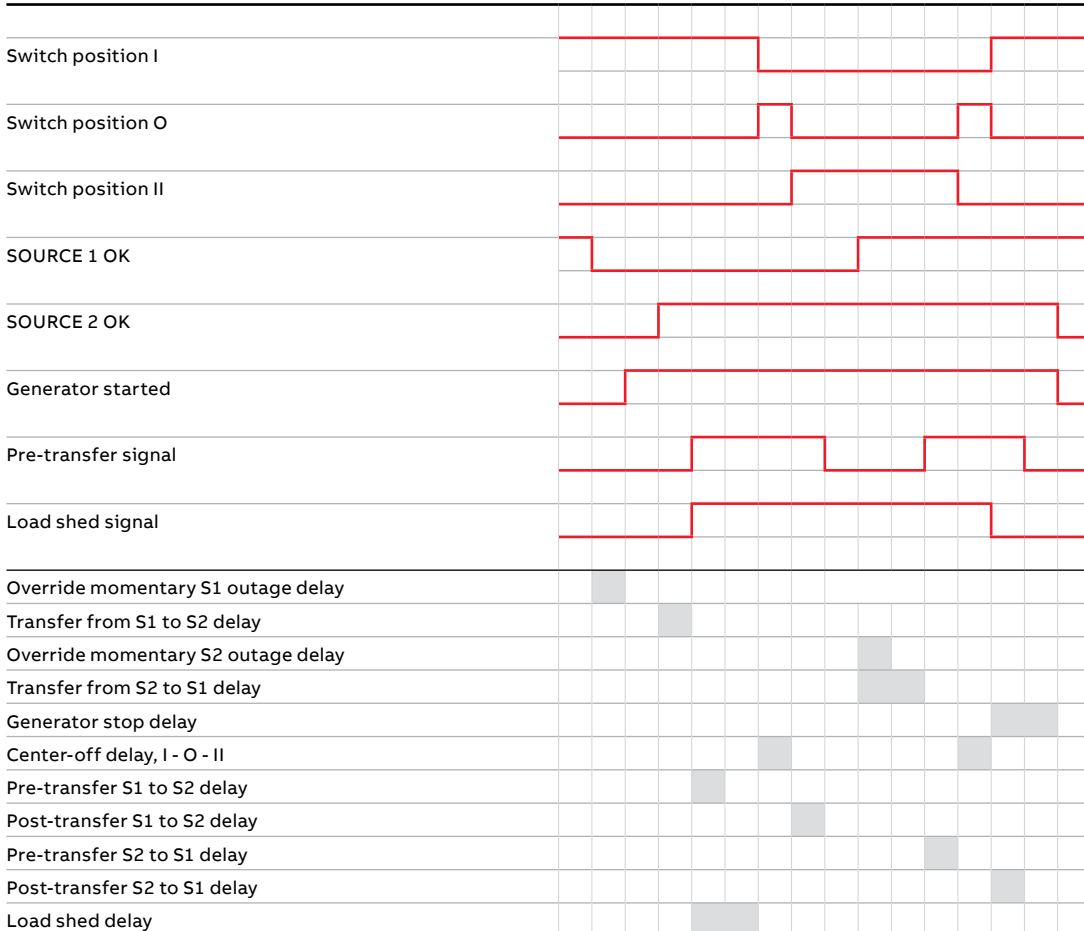 Switch position I
Switch position O
Switch position II
SOURCE 1 OK
SOURCE 2 OK
Generator started
Pre-transfer signal
Load shed signal
Override momentary S1 outage delay
Transfer from S1 to S2 delay
Override momentary S2 outage delay
Transfer from S2 to S1 delay
Generator stop delay
Center-off delay, I - O - II
Pre-transfer S1 to S2 delay
Post-transfer S1 to S2 delay
Pre-transfer S2 to S1 delay
Post-transfer S2 to S1 delay
Load shed delay